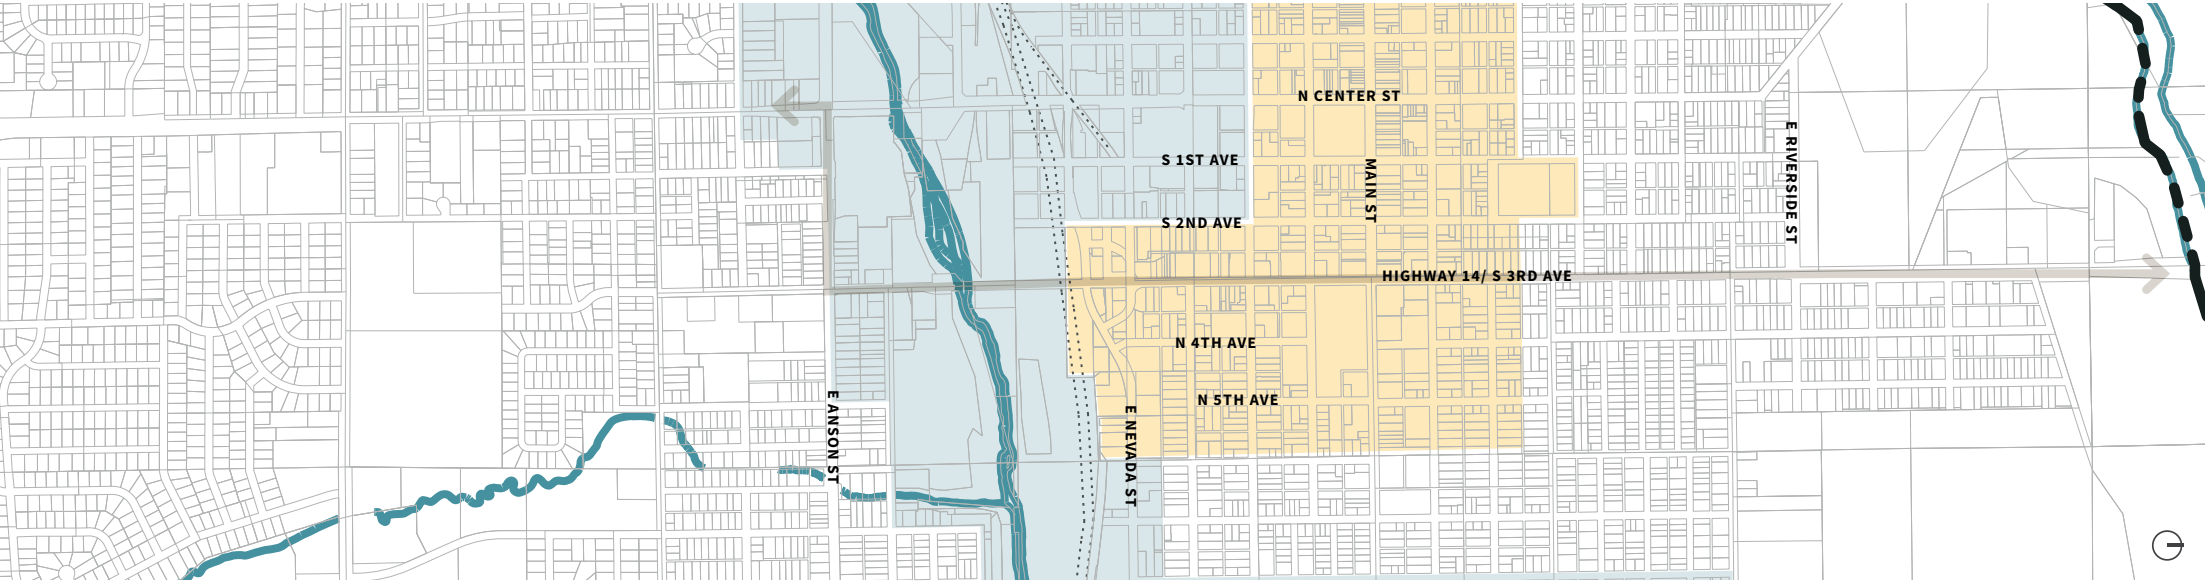 N CENTER ST
S 1ST AVE
MAIN ST
E RIVERSIDE ST
S 2ND AVE
HIGHWAY 14/ S 3RD AVE
N 4TH AVE
N 5TH AVE
E ANSON ST
E NEVADA ST